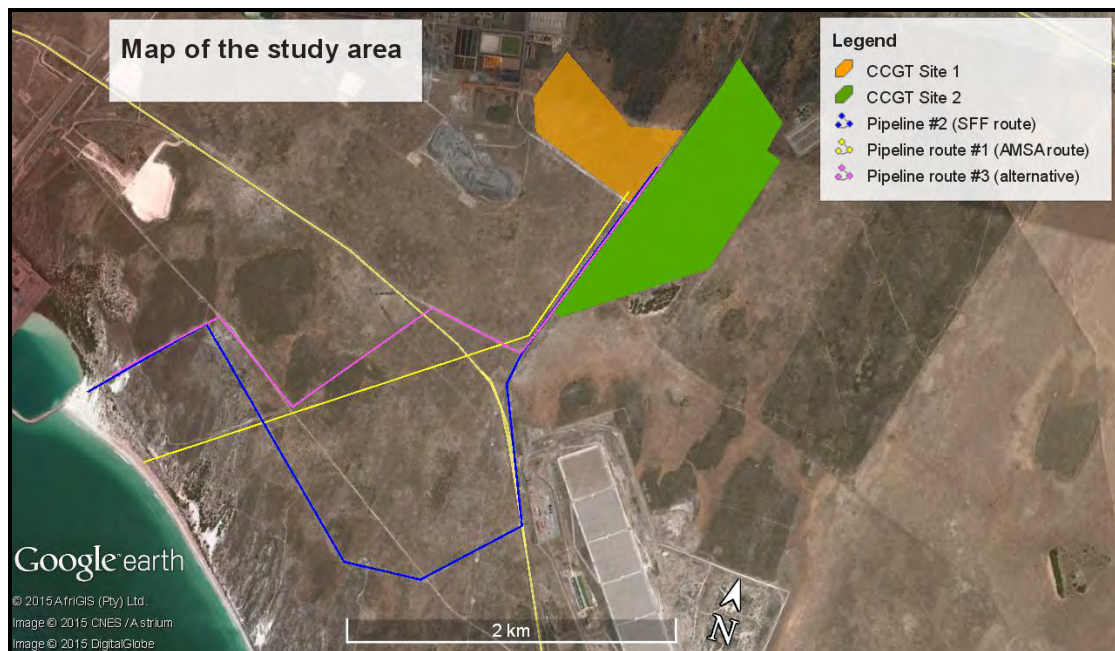 Map of the study area
Legend
CCGT Site 1
CCGT Site 2
Pipeline #2 (SFF route)
Pipeline route #1 (AMSA route)
Pipeline route #3 (alternative)
Google earth
© 2015 AfriGIS (Pty) Ltd.
Image © 2015 CNES / Astrium
Image © 2015 DigitalGlobe
2 km
N